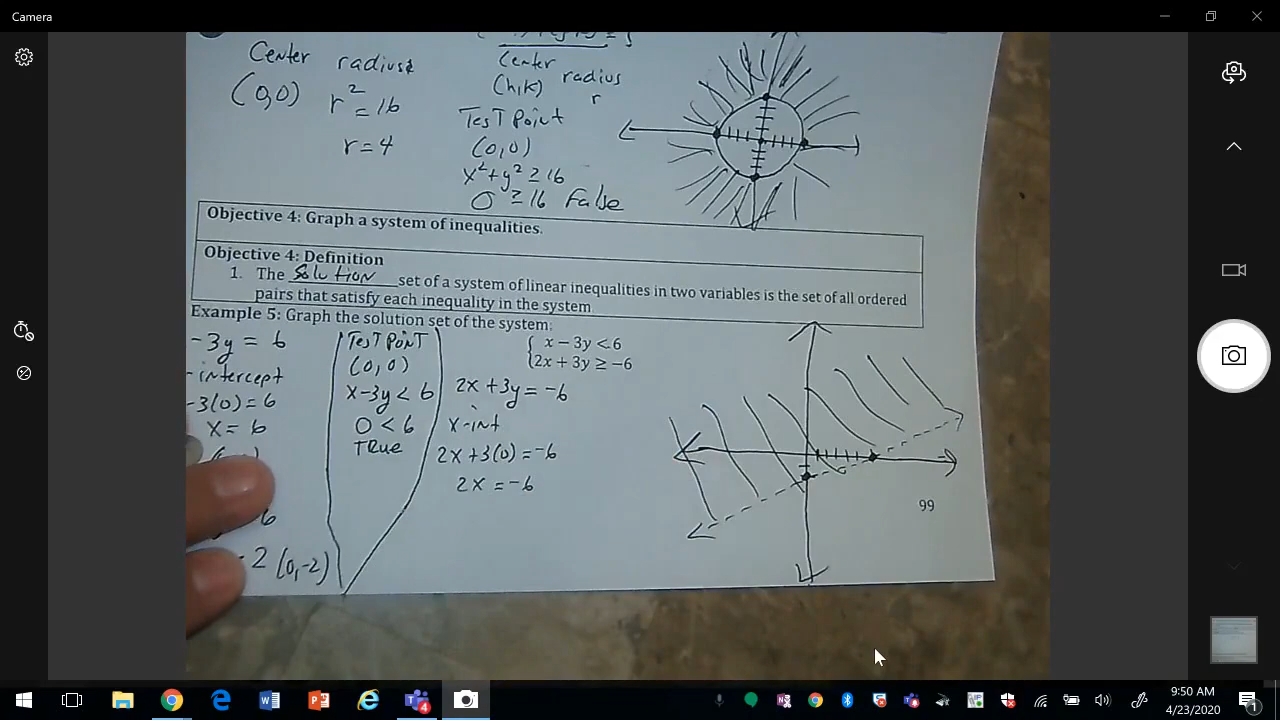 Camera
Center radius
(0,0) r² = 16
r = 4
Center
(h,k) radius
r
Test Point
(0,0)
x² + y² ≥ 16
0 ≥ 16 False
Objective 4: Graph a system of inequalities.
Objective 4: Definition
1. The Solution set of a system of linear inequalities in two variables is the set of all ordered
pairs that satisfy each inequality in the system
Example 5: Graph the solution set of the system:
{ x − 3y < 6
2x + 3y ≥ −6
-3y = 6
-intercept
-3(0) = 6
x = 6
6
-2 (0,-2)
Test Point
(0,0)
x-3y < 6
0 < 6
True
2x + 3y = -6
x-int
2x + 3(0) = -6
2x = -6
99
4
9:50 AM
4/23/2020
1